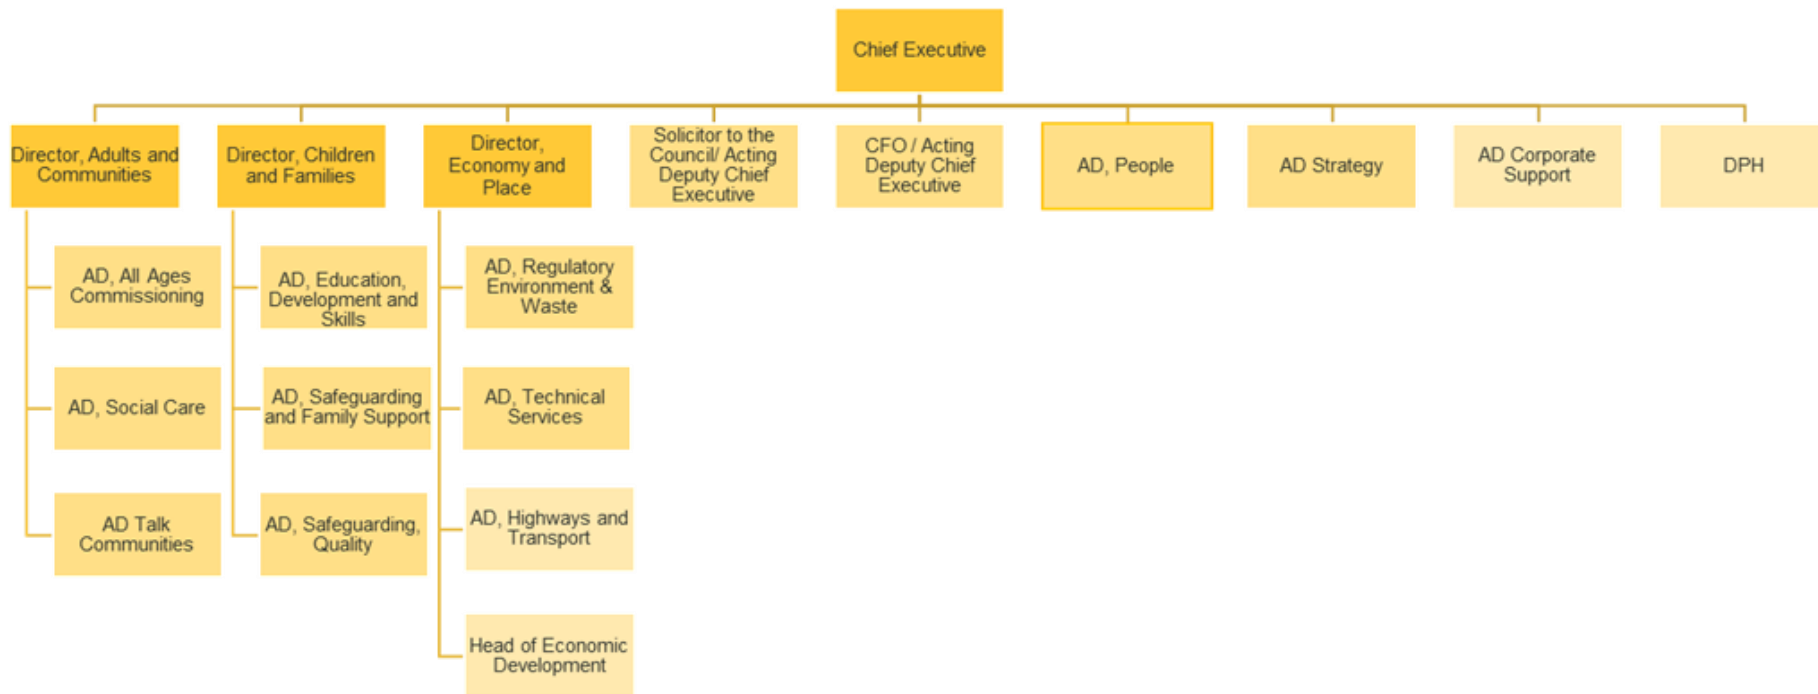 Chief Executive
Director, Adults and
Communities
Director, Children
and Families
Director,
Economy and
Place
Solicitor to the
Council/ Acting
Deputy Chief
Executive
CFO / Acting
Deputy Chief
Executive
AD, People
AD Strategy
AD Corporate
Support
DPH
AD, All Ages
Commissioning
AD, Social Care
AD Talk
Communities
AD, Education,
Development and
Skills
AD, Safeguarding
and Family Support
AD, Safeguarding,
Quality
AD, Regulatory
Environment &
Waste
AD, Technical
Services
AD, Highways and
Transport
Head of Economic
Development